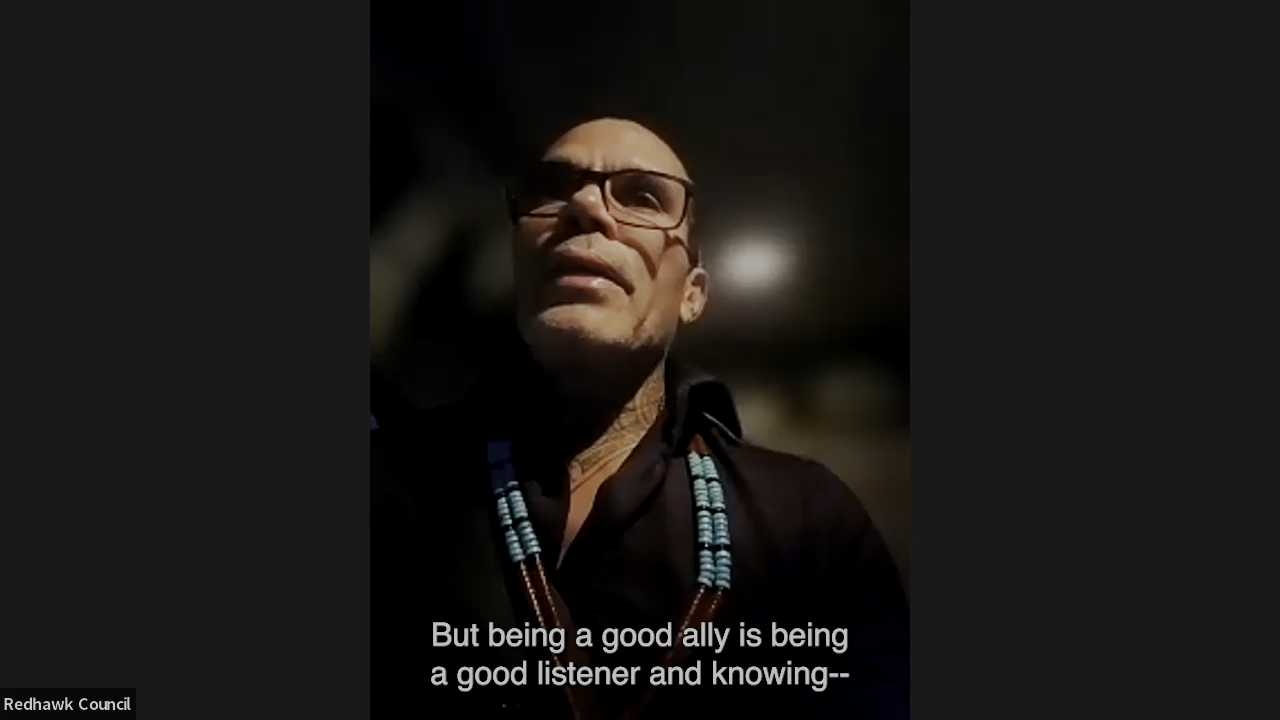 But being a good ally is being
a good listener and knowing--
Redhawk Council